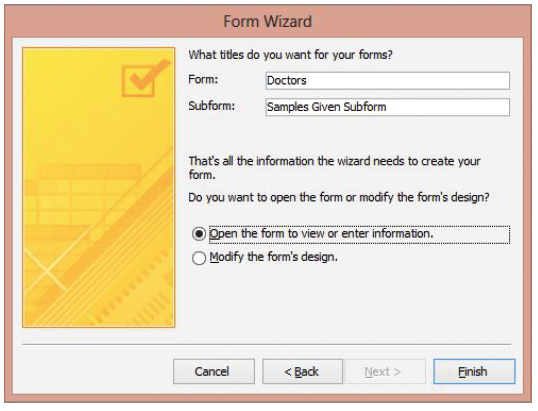 Form Wizard
What titles do you want for your forms?
Form: Doctors
Subform: Samples Given Subform
That's all the information the wizard needs to create your
form.
Do you want to open the form or modify the form's design?
Open the form to view or enter information.
Modify the form's design.
Cancel < Back Next > Finish